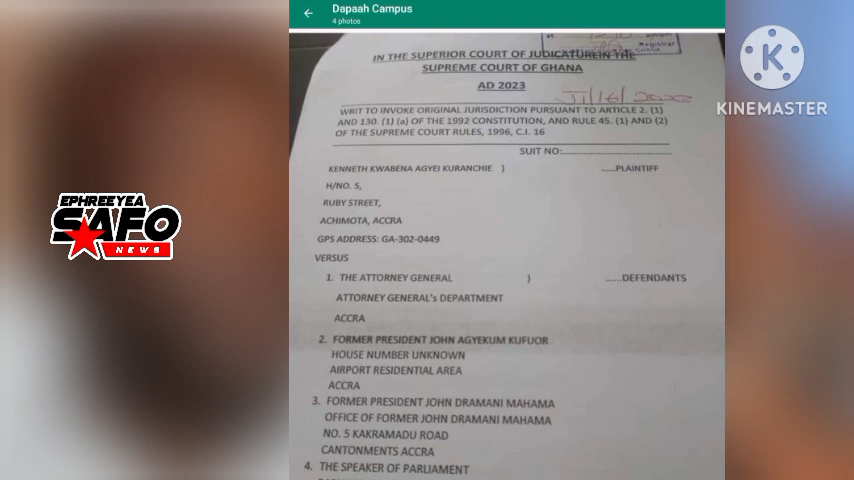 Dapaah Campus
4 photos
Registrar
IN THE SUPERIOR COURT OF JUDICATURE IN THE
SUPREME COURT OF GHANA
AD 2023
WRIT TO INVOKE ORIGINAL JURISDICTION PURSUANT TO ARTICLE 2. (1)
AND 130. (1) (a) OF THE 1992 CONSTITUTION, AND RULE 45. (1) AND (2)
OF THE SUPREME COURT RULES, 1996, C.I. 16
SUIT NO:
KENNETH KWABENA AGYEI KURANCHIE ) ......PLAINTIFF
H/NO. 5,
RUBY STREET,
ACHIMOTA, ACCRA
GPS ADDRESS: GA-302-0449
VERSUS
1. THE ATTORNEY GENERAL ) ......DEFENDANTS
ATTORNEY GENERAL's DEPARTMENT
ACCRA
2. FORMER PRESIDENT JOHN AGYEKUM KUFUOR
HOUSE NUMBER UNKNOWN
AIRPORT RESIDENTIAL AREA
ACCRA
3. FORMER PRESIDENT JOHN DRAMANI MAHAMA
OFFICE OF FORMER JOHN DRAMANI MAHAMA
NO. 5 KAKRAMADU ROAD
CANTONMENTS ACCRA
4. THE SPEAKER OF PARLIAMENT
EPHREEYEA
SAFO
NEWS
K
KINEMASTER